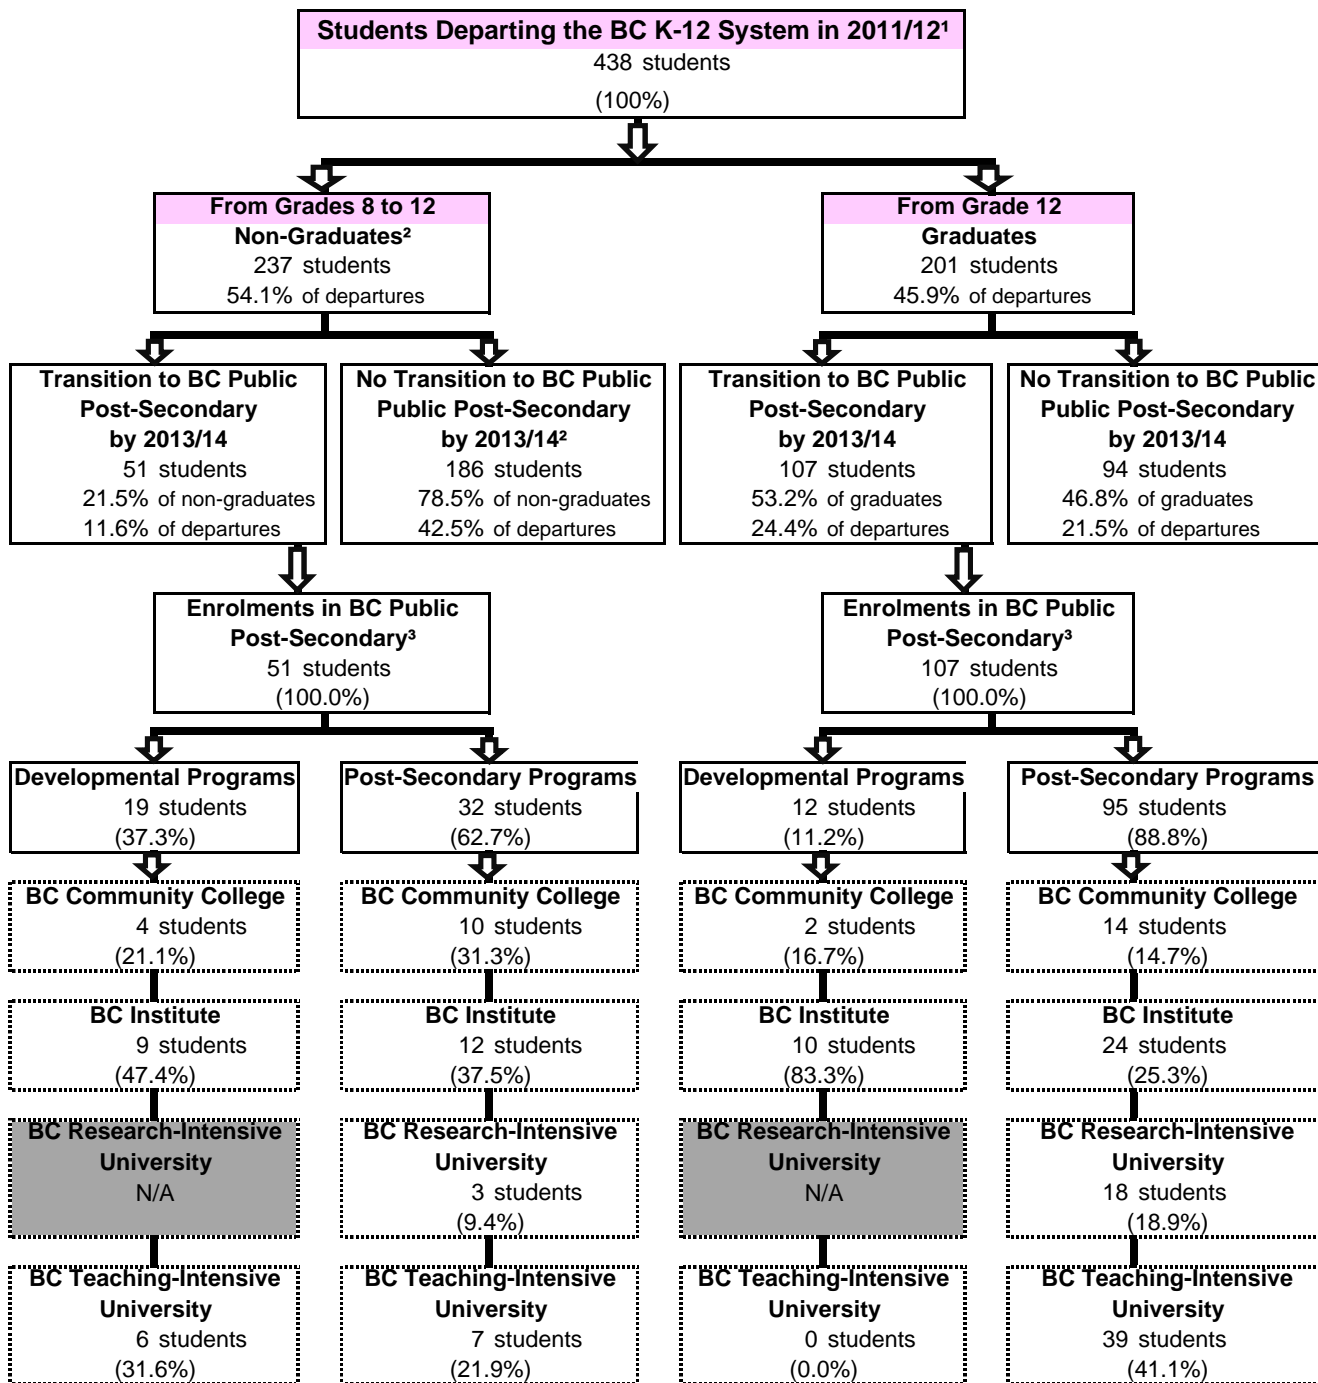 Students Departing the BC K-12 System in 2011/12¹
438 students
(100%)
From Grades 8 to 12
Non-Graduates²
237 students
54.1% of departures
From Grade 12
Graduates
201 students
45.9% of departures
Transition to BC Public
Post-Secondary
by 2013/14
51 students
21.5% of non-graduates
11.6% of departures
No Transition to BC Public
Public Post-Secondary
by 2013/14²
186 students
78.5% of non-graduates
42.5% of departures
Transition to BC Public
Post-Secondary
by 2013/14
107 students
53.2% of graduates
24.4% of departures
No Transition to BC Public
Public Post-Secondary
by 2013/14
94 students
46.8% of graduates
21.5% of departures
Enrolments in BC Public
Post-Secondary³
51 students
(100.0%)
Enrolments in BC Public
Post-Secondary³
107 students
(100.0%)
Developmental Programs
19 students
(37.3%)
Post-Secondary Programs
32 students
(62.7%)
Developmental Programs
12 students
(11.2%)
Post-Secondary Programs
95 students
(88.8%)
BC Community College
4 students
(21.1%)
BC Community College
10 students
(31.3%)
BC Community College
2 students
(16.7%)
BC Community College
14 students
(14.7%)
BC Institute
9 students
(47.4%)
BC Institute
12 students
(37.5%)
BC Institute
10 students
(83.3%)
BC Institute
24 students
(25.3%)
BC Research-Intensive
University
N/A
BC Research-Intensive
University
3 students
(9.4%)
BC Research-Intensive
University
N/A
BC Research-Intensive
University
18 students
(18.9%)
BC Teaching-Intensive
University
6 students
(31.6%)
BC Teaching-Intensive
University
7 students
(21.9%)
BC Teaching-Intensive
University
0 students
(0.0%)
BC Teaching-Intensive
University
39 students
(41.1%)